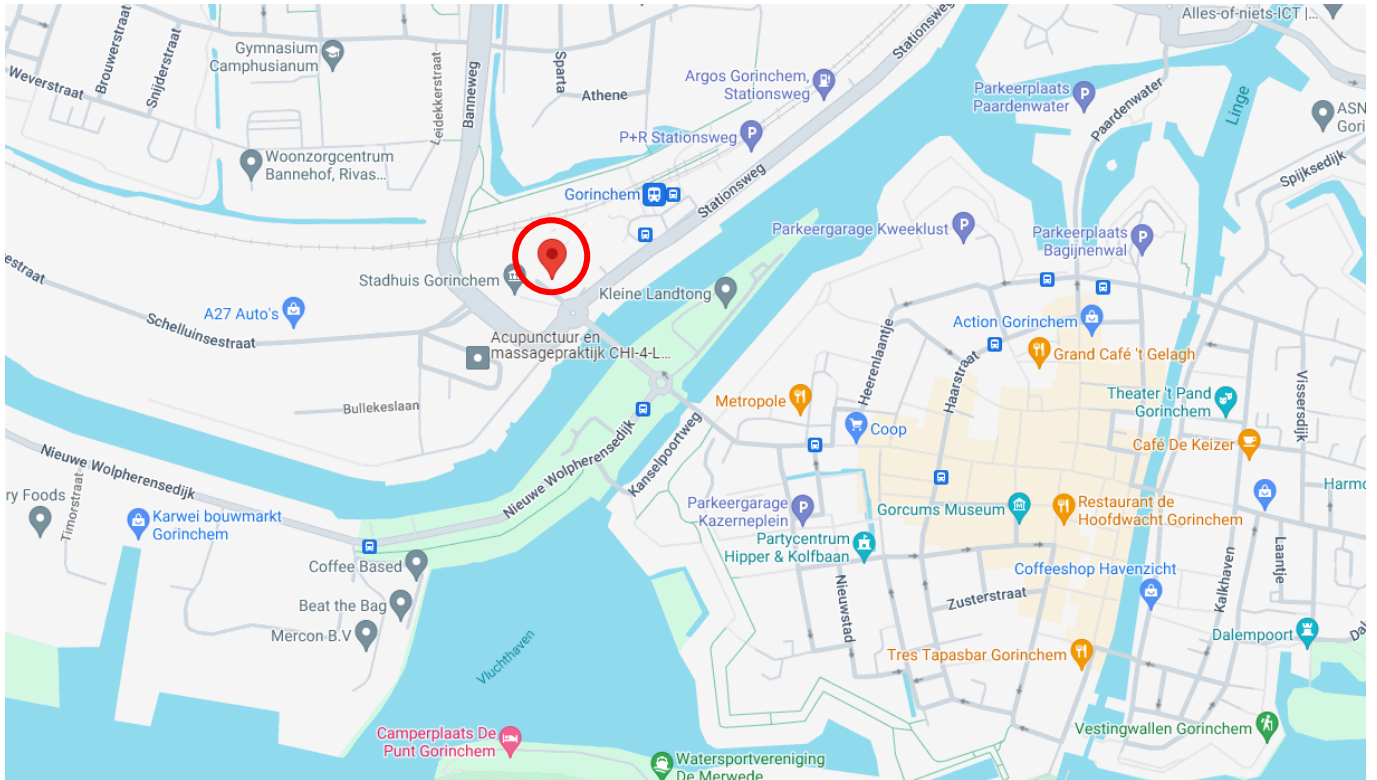 Alles-of-niets-ICT |...
Stationsweg
Brouwerstraat
Snijderstraat
Weverstraat
Gymnasium
Camphusianum
Leidekkerstraat
Banneweg
Sparta
Athene
Argos Gorinchem,
Stationsweg
Parkeerplaats
Paardenwater
Paardenwater
Linge
ASN
Gori
P+R Stationsweg
Woonzorgcentrum
Bannehof, Rivas...
Spijksedijk
Gorinchem
Stationsweg
Parkeergarage Kweeklust
Parkeerplaats
Bagijnenwal
estraat
Stadhuis Gorinchem
Kleine Landtong
A27 Auto's
Schelluinsestraat
Acupunctuur en
massagepraktijk CHI-4-L...
Action Gorinchem
Heerenlaantje
Haarstraat
Grand Café 't Gelagh
Vissersdijk
Theater 't Pand
Gorinchem
Bullekeslaan
Metropole
Coop
Café De Keizer
Nieuwe Wolpherensedijk
Nieuwe Wolpherensedijk
Kanselpoortweg
Harmo
ry Foods
Timorstraat
Karwei bouwmarkt
Gorinchem
Parkeergarage
Kazerneplein
Gorcums Museum
Restaurant de
Hoofdwacht Gorinchem
Partycentrum
Hipper & Kolfbaan
Laantje
Coffee Based
Coffeeshop Havenzicht
Kalkhaven
Nieuwstad
Zusterstraat
Beat the Bag
Mercon B.V
Dalempoort
Dal
Vluchthaven
Tres Tapasbar Gorinchem
Camperplaats De
Punt Gorinchem
Vestingwallen Gorinchem
Watersportvereniging
De Merwede